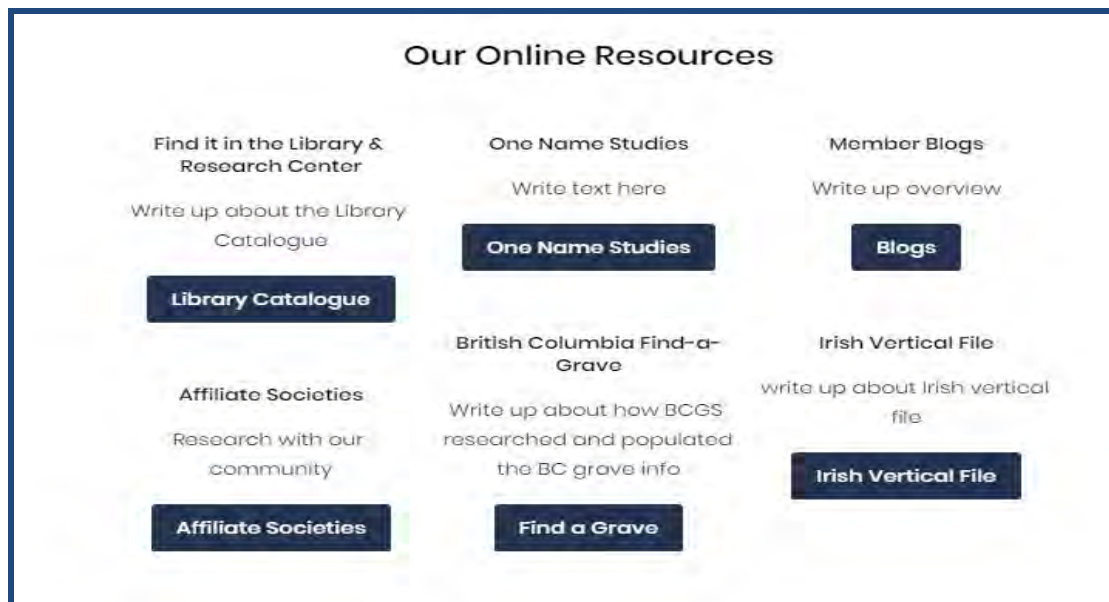 Our Online Resources
Find it in the Library &
Research Center
Write up about the Library
Catalogue
Library Catalogue
One Name Studies
Write text here
One Name Studies
Member Blogs
Write up overview
Blogs
Affiliate Societies
Research with our
community
Affiliate Societies
British Columbia Find-a-
Grave
Write up about how BCGS
researched and populated
the BC grave info
Find a Grave
Irish Vertical File
write up about Irish vertical
file
Irish Vertical File